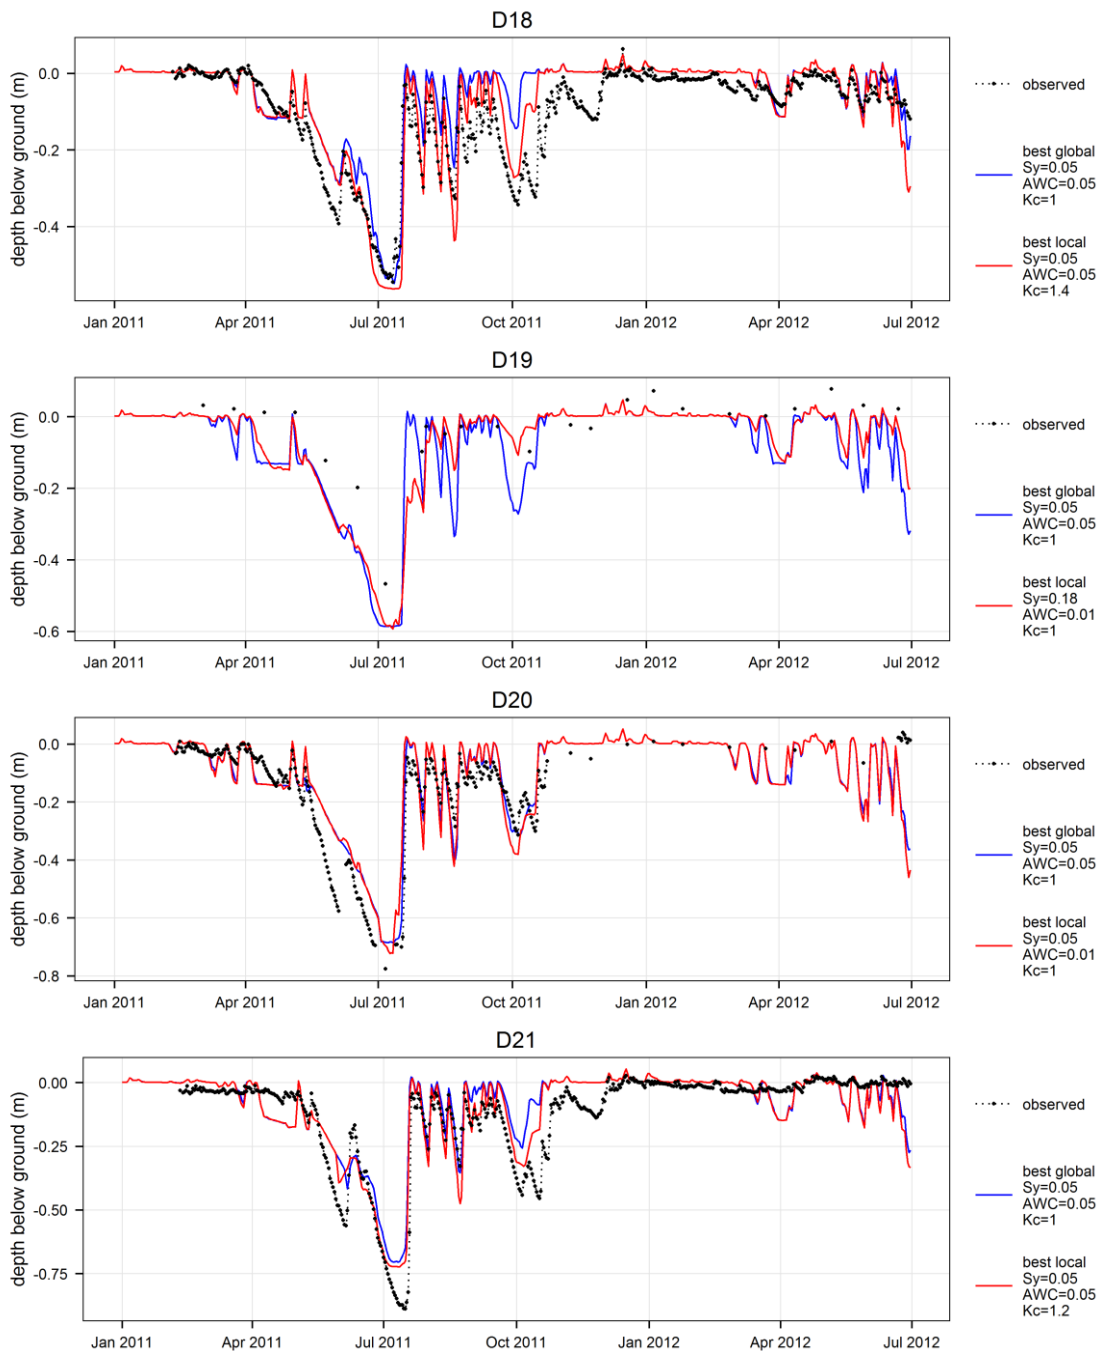 D18
depth below ground (m)
0.0
-0.2
-0.4
Jan 2011
Apr 2011
Jul 2011
Oct 2011
Jan 2012
Apr 2012
Jul 2012
observed
best global
Sy=0.05
AWC=0.05
Kc=1
best local
Sy=0.05
AWC=0.05
Kc=1.4
D19
depth below ground (m)
0.0
-0.2
-0.4
-0.6
Jan 2011
Apr 2011
Jul 2011
Oct 2011
Jan 2012
Apr 2012
Jul 2012
observed
best global
Sy=0.05
AWC=0.05
Kc=1
best local
Sy=0.18
AWC=0.01
Kc=1
D20
depth below ground (m)
0.0
-0.2
-0.4
-0.6
-0.8
Jan 2011
Apr 2011
Jul 2011
Oct 2011
Jan 2012
Apr 2012
Jul 2012
observed
best global
Sy=0.05
AWC=0.05
Kc=1
best local
Sy=0.05
AWC=0.01
Kc=1
D21
depth below ground (m)
0.00
-0.25
-0.50
-0.75
Jan 2011
Apr 2011
Jul 2011
Oct 2011
Jan 2012
Apr 2012
Jul 2012
observed
best global
Sy=0.05
AWC=0.05
Kc=1
best local
Sy=0.05
AWC=0.05
Kc=1.2